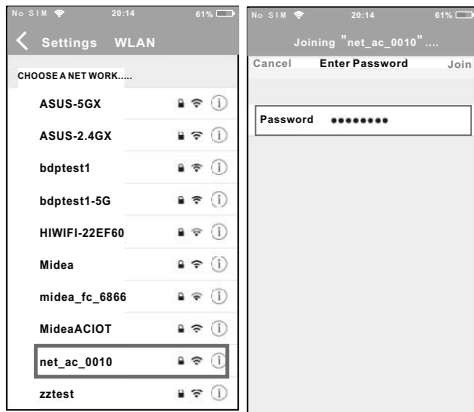 No SIM 20:14 61%
Settings WLAN
CHOOSE A NET WORK.....
ASUS-5GX
ASUS-2.4GX
bdptest1
bdptest1-5G
HIWIFI-22EF60
Midea
midea_fc_6866
MideaACIOT
net_ac_0010
zztest
No SIM 20:14 61%
Joining "net_ac_0010"....
Cancel Enter Password Join
Password ●●●●●●●●